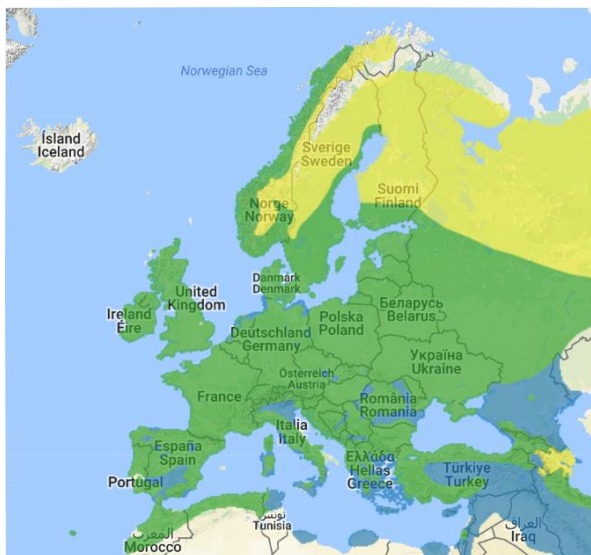 Norwegian Sea
Ísland
Iceland
Sverige
Sweden
Suomi
Finland
Norge
Norway
Danmark
Denmark
United
Kingdom
Ireland
Éire
Беларусь
Belarus
Polska
Poland
Deutschland
Germany
Україна
Ukraine
Österreich
Austria
France
România
Romania
Italia
Italy
España
Spain
Ελλάδα
Hellas
Greece
Türkiye
Turkey
Portugal
تونس
Tunisia
العراق
Iraq
المغرب
Morocco